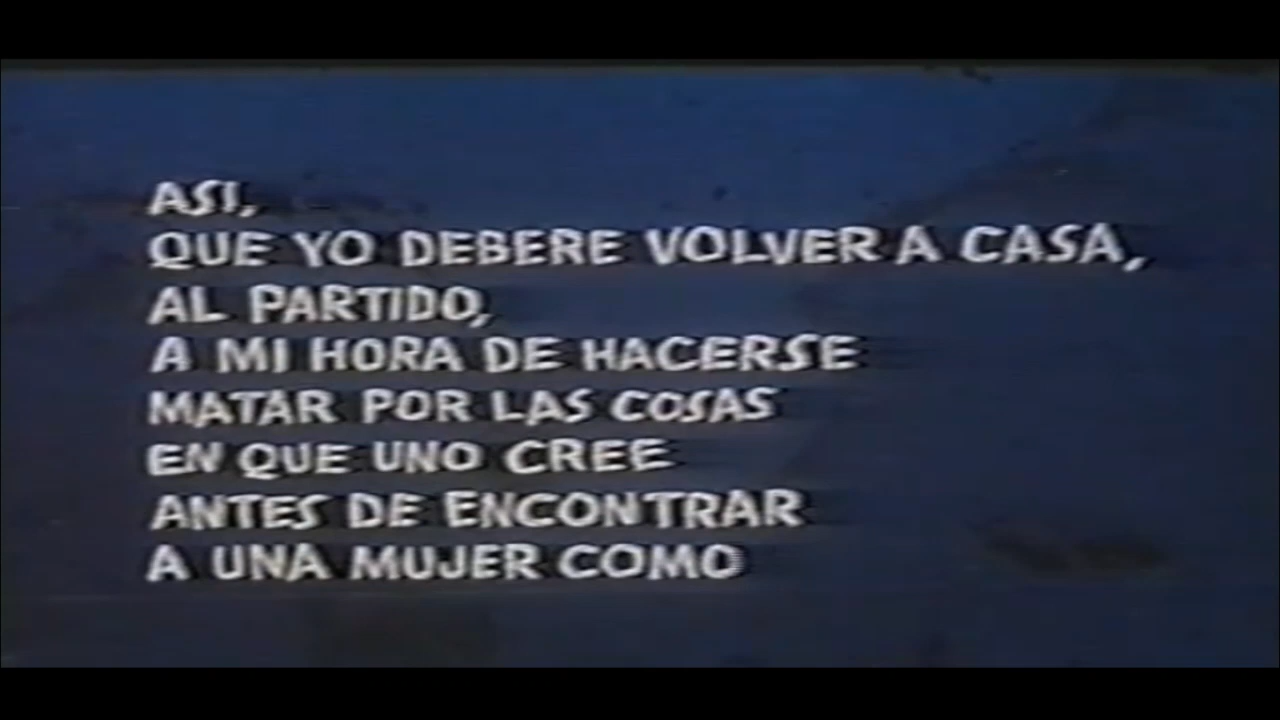 ASI,
QUE YO DEBERE VOLVER A CASA,
AL PARTIDO,
A MI HORA DE HACERSE
MATAR POR LAS COSAS
EN QUE UNO CREE
ANTES DE ENCONTRAR
A UNA MUJER COMO